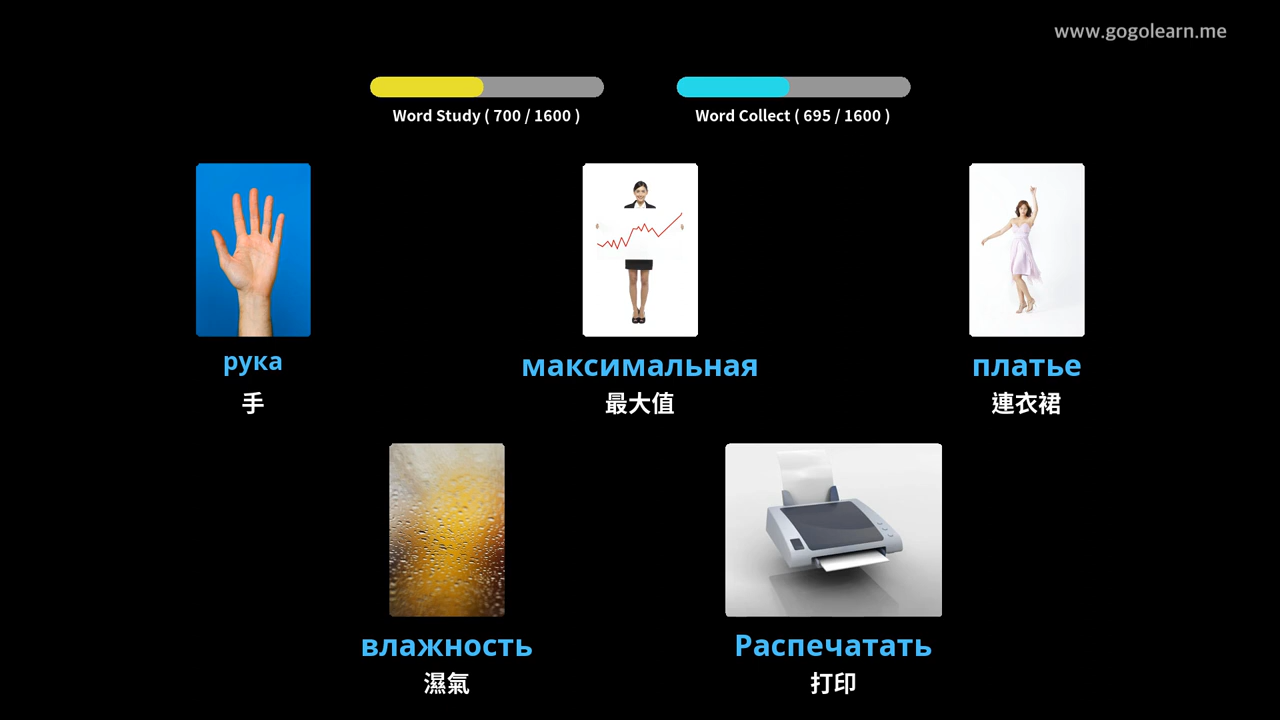 www.gogolearn.me
Word Study ( 700 / 1600 )
Word Collect ( 695 / 1600 )
рука
手
максимальная
最大值
платье
連衣裙
влажность
濕氣
Распечатать
打印